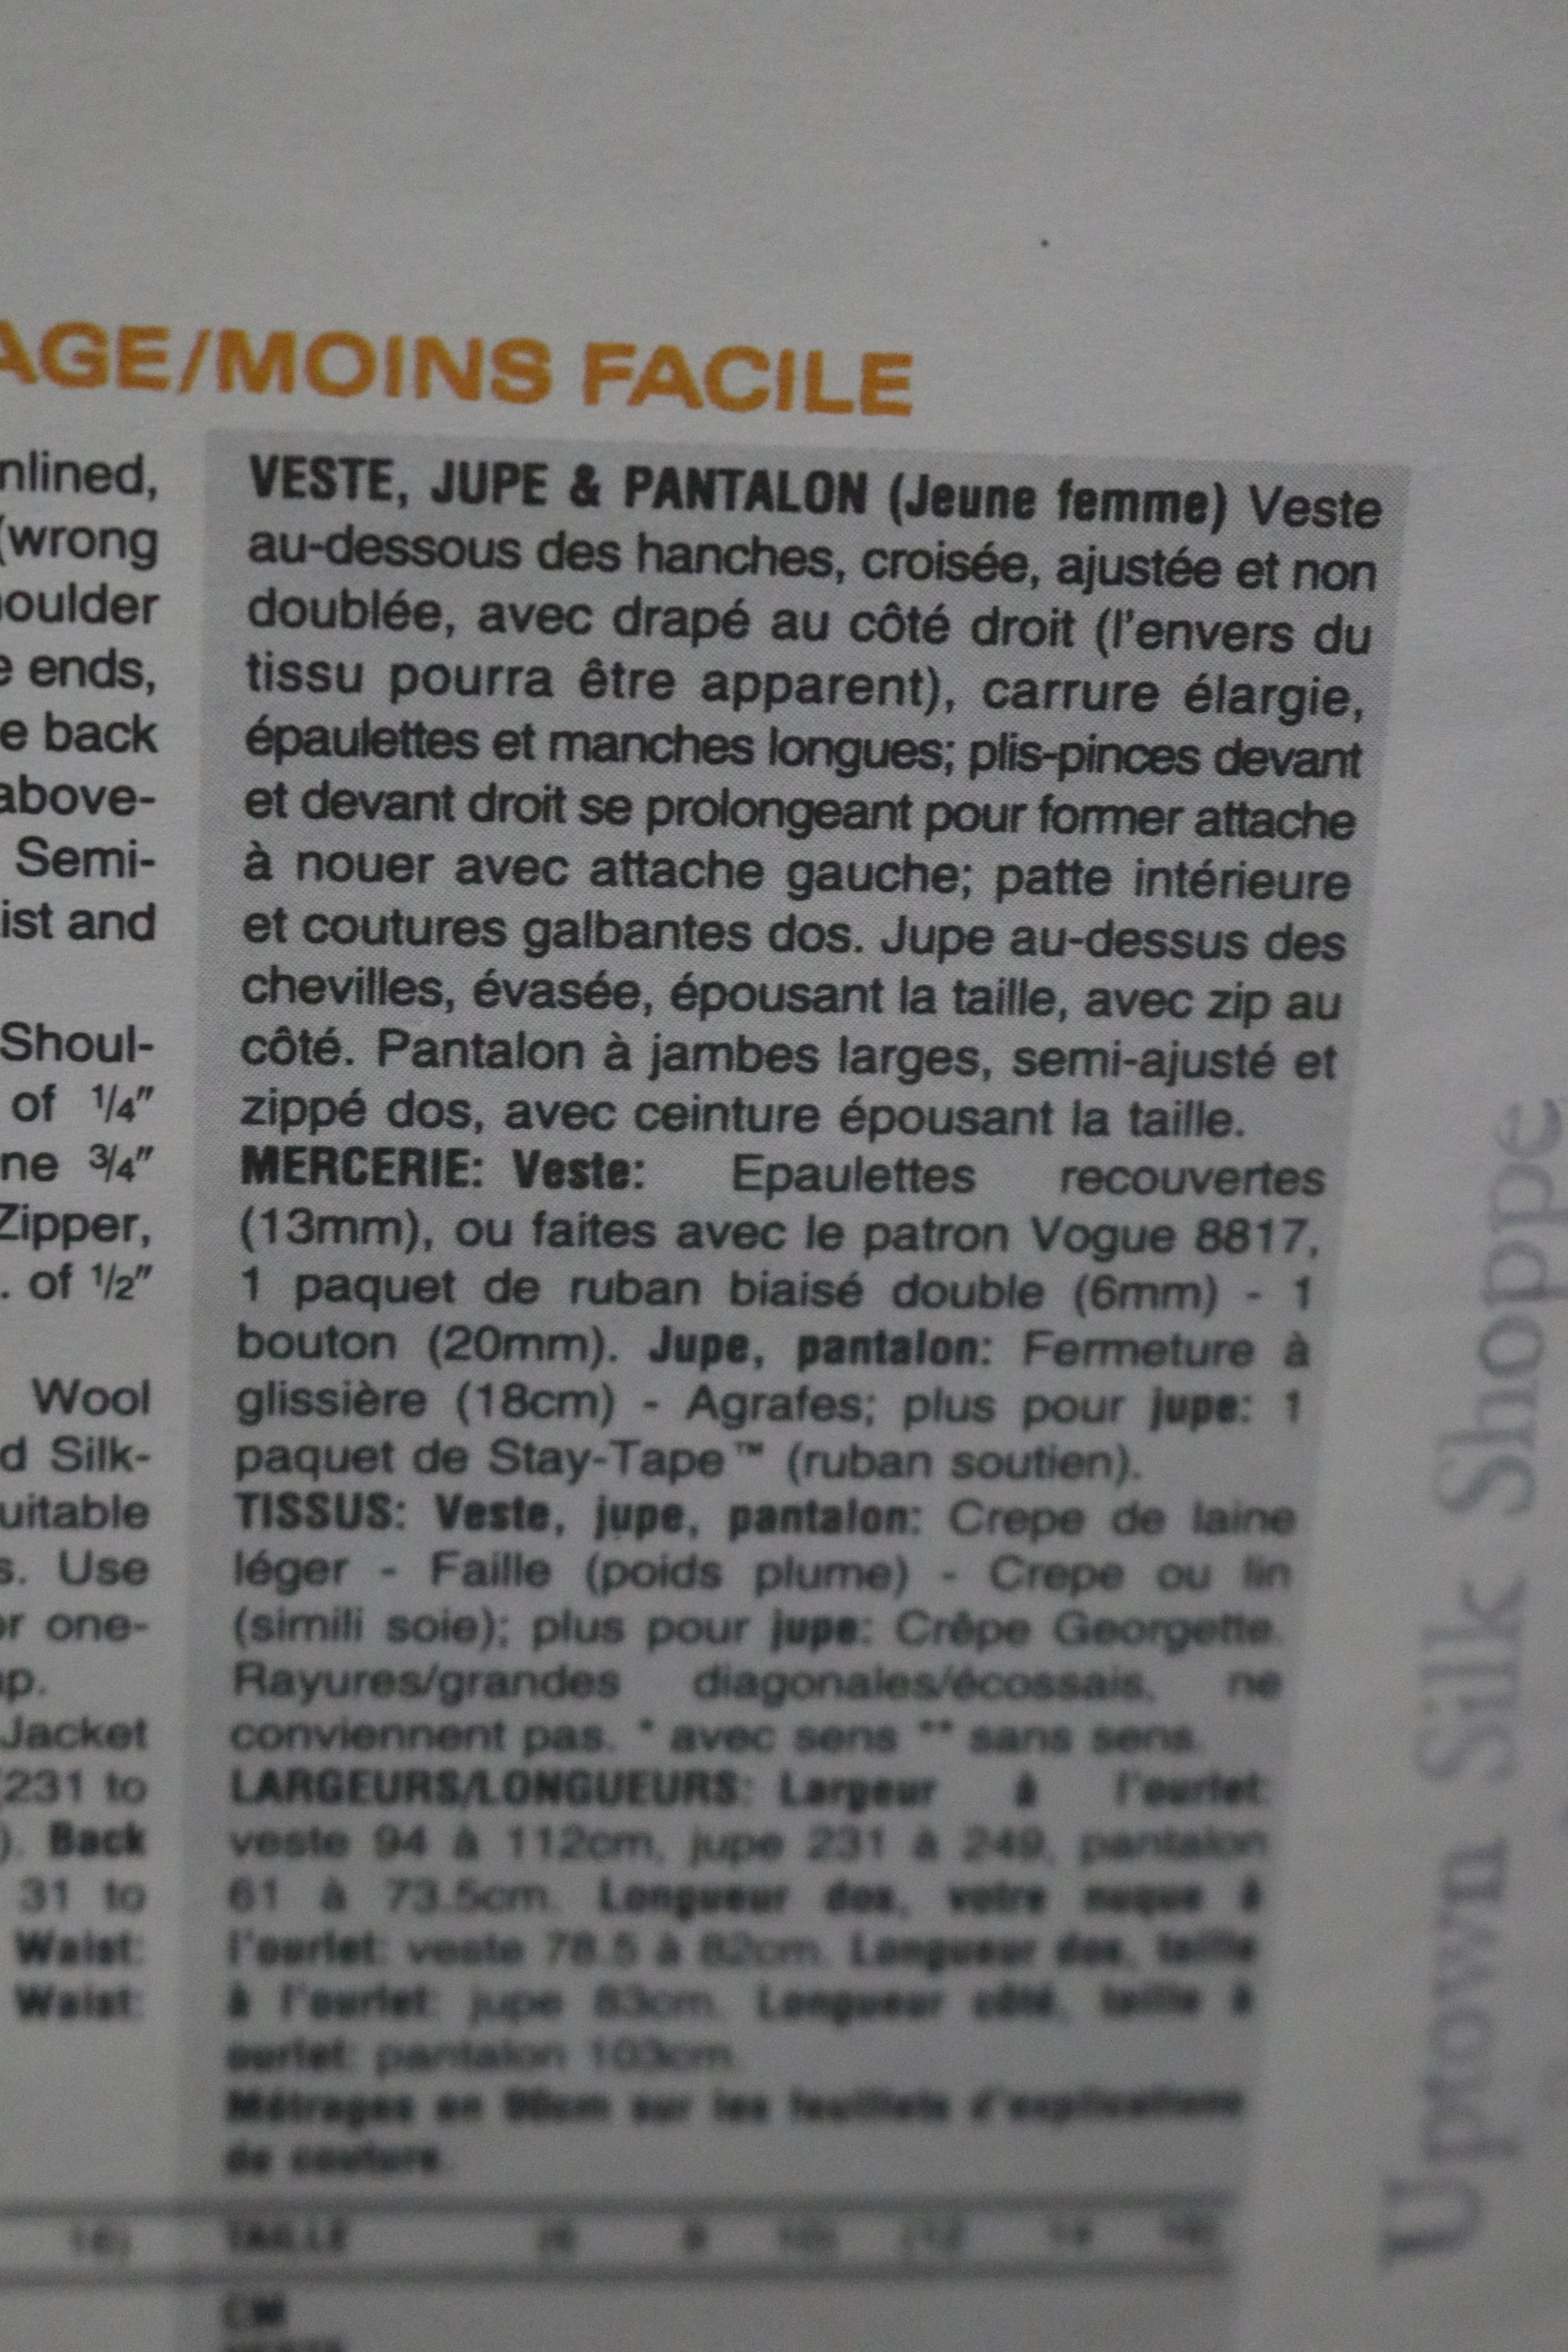 AGE/MOINS FACILE
nlined,
(wrong
oulder
e ends,
e back
above-
Semi-
ist and
Shoul-
of 1/4"
ne 3/4"
Zipper,
. of 1/2"
Wool
d Silk-
uitable
s. Use
or one-
p.
Jacket
(231 to
). Back
31 to
Waist:
Waist:
16)
VESTE, JUPE & PANTALON (Jeune femme) Veste
au-dessous des hanches, croisée, ajustée et non
doublée, avec drapé au côté droit (l'envers du
tissu pourra être apparent), carrure élargie,
épaulettes et manches longues; plis-pinces devant
et devant droit se prolongeant pour former attache
à nouer avec attache gauche; patte intérieure
et coutures galbantes dos. Jupe au-dessus des
chevilles, évasée, épousant la taille, avec zip au
côté. Pantalon à jambes larges, semi-ajusté et
zippé dos, avec ceinture épousant la taille.
MERCERIE: Veste: Epaulettes recouvertes
(13mm), ou faites avec le patron Vogue 8817,
1 paquet de ruban biaisé double (6mm) - 1
bouton (20mm). Jupe, pantalon: Fermeture à
glissière (18cm) - Agrafes; plus pour jupe: 1
paquet de Stay-Tape™ (ruban soutien).
TISSUS: Veste, jupe, pantalon: Crepe de laine
léger - Faille (poids plume) - Crepe ou lin
(simili soie); plus pour jupe: Crêpe Georgette.
Rayures/grandes diagonales/écossais, ne
conviennent pas. * avec sens ** sans sens.
LARGEURS/LONGUEURS: Largeur à l'ourlet:
veste 94 à 112cm, jupe 231 à 249, pantalon
61 à 73.5cm. Longueur dos, votre nuque à
l'ourlet: veste 78.5 à 82cm. Longueur dos, taille
à l'ourlet: jupe 83cm. Longueur côté, taille à
ourlet: pantalon 103cm.
Métrages en 90cm sur les feuillets d'explications
de couture.
TAILLE (6 8 10) (12 14 16)
CM
Uptown Silk Shoppe